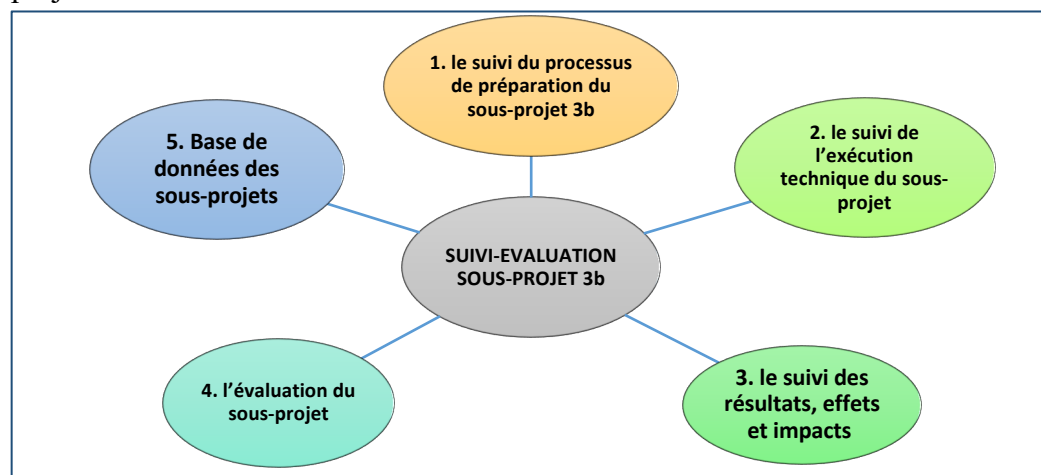 1. le suivi du processus
de préparation du
sous-projet 3b
2. le suivi de
l’exécution
technique du sous-
projet
5. Base de
données des
sous-projets
SUIVI-EVALUATION
SOUS-PROJET 3b
4. l’évaluation du
sous-projet
3. le suivi des
résultats, effets
et impacts